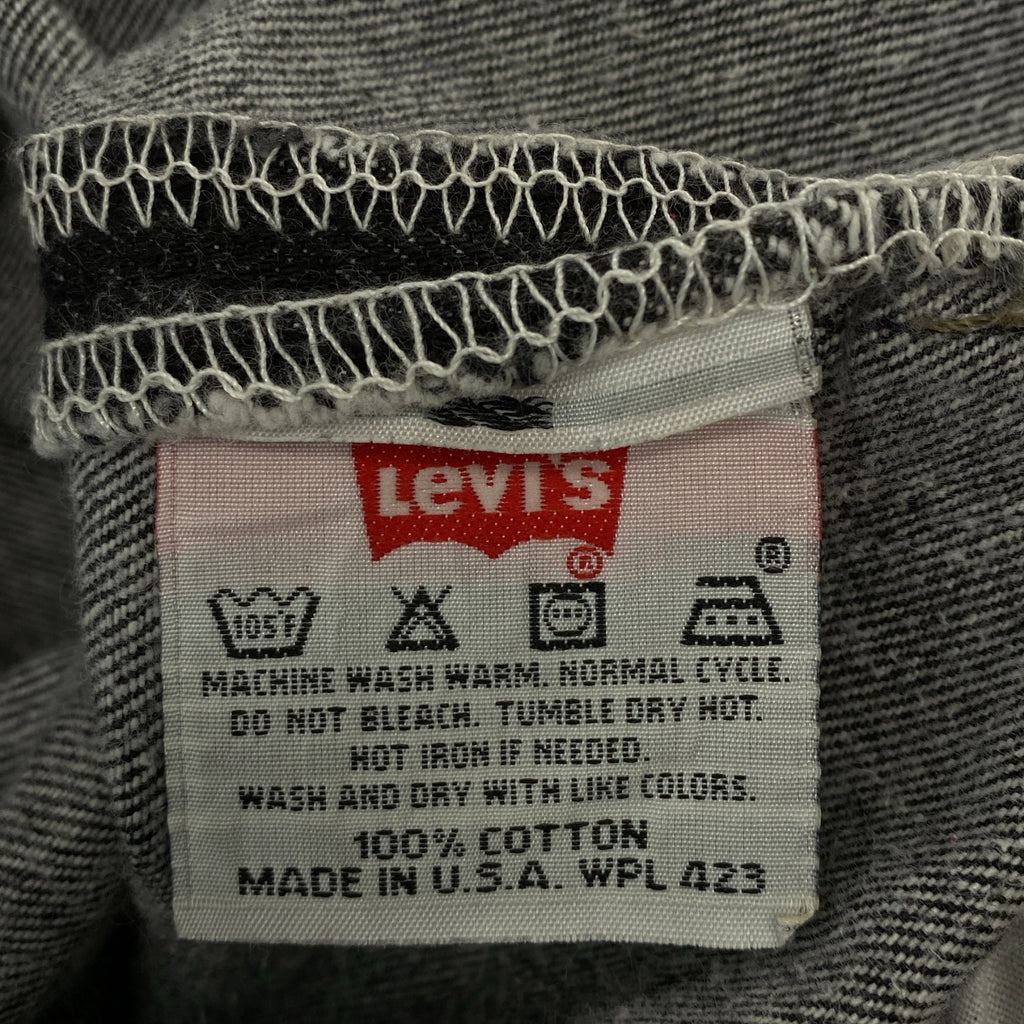 Levi's
®
®
105°F
MACHINE WASH WARM. NORMAL CYCLE.
DO NOT BLEACH. TUMBLE DRY HOT.
HOT IRON IF NEEDED.
WASH AND DRY WITH LIKE COLORS.
100% COTTON
MADE IN U.S.A. WPL 423